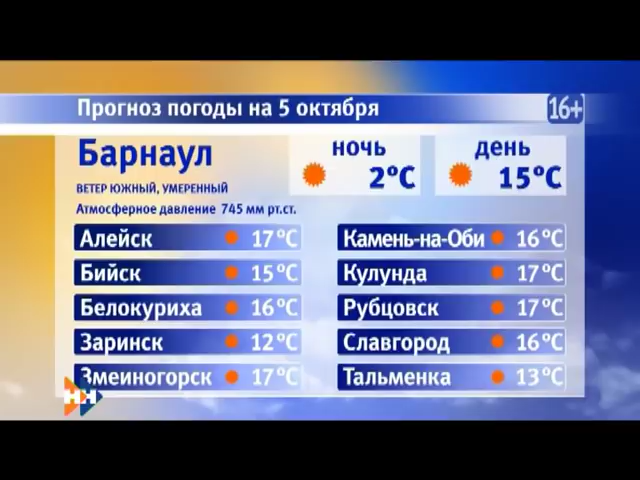 Прогноз погоды на 5 октября
16+
Барнаул
ночь
2°C
день
15°C
ВЕТЕР ЮЖНЫЙ, УМЕРЕННЫЙ
Атмосферное давление 745 мм рт.ст.
Алейск 17°C
Бийск 15°C
Белокуриха 16°C
Заринск 12°C
Змеиногорск 17°C
Камень-на-Оби 16°C
Кулунда 17°C
Рубцовск 17°C
Славгород 16°C
Тальменка 13°C
НН